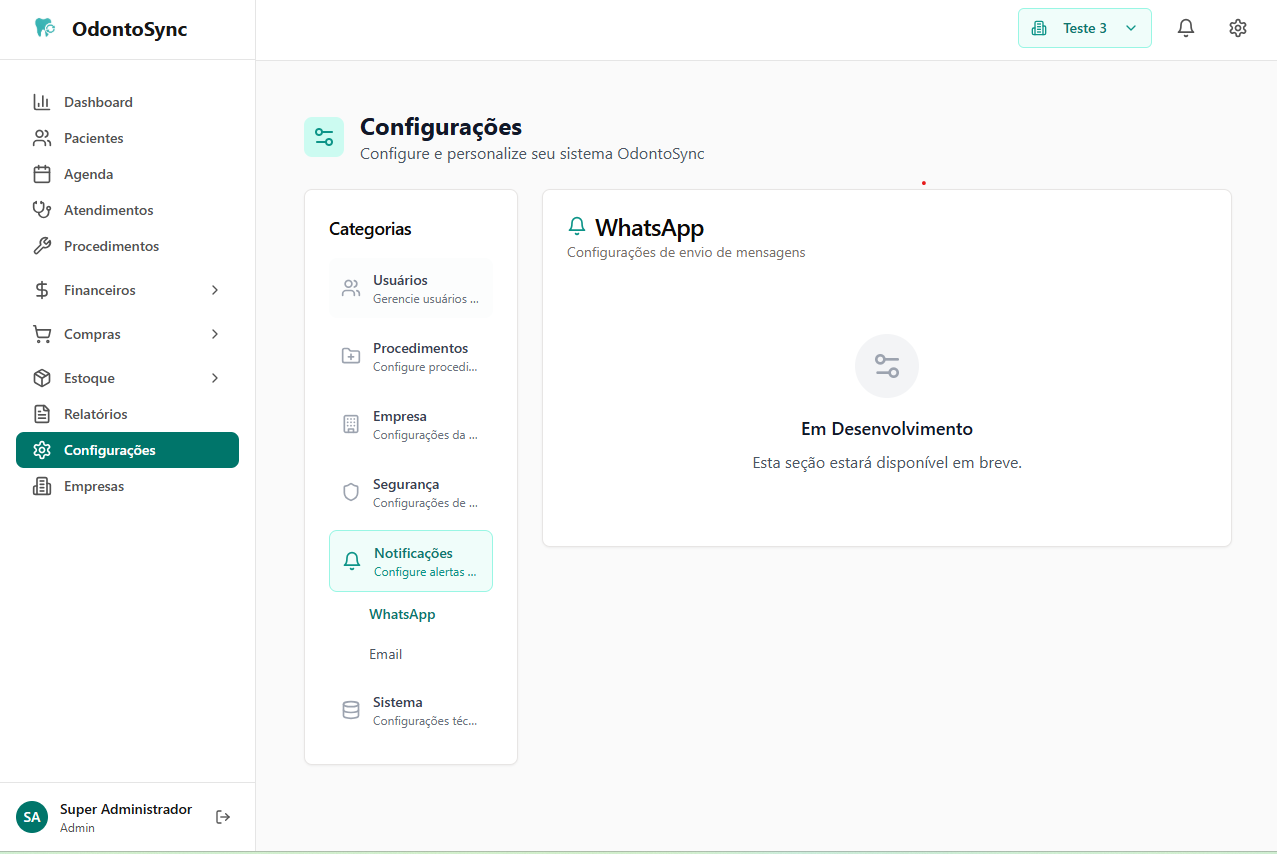 OdontoSync
Teste 3
Dashboard
Pacientes
Agenda
Atendimentos
Procedimentos
Financeiros
Compras
Estoque
Relatórios
Configurações
Empresas
Super Administrador
SA
Admin
Configurações
Configure e personalize seu sistema OdontoSync
Categorias
Usuários
Gerencie usuários ...
Procedimentos
Configure procedi...
Empresa
Configurações da ...
Segurança
Configurações de ...
Notificações
Configure alertas ...
WhatsApp
Email
Sistema
Configurações téc...
WhatsApp
Configurações de envio de mensagens
Em Desenvolvimento
Esta seção estará disponível em breve.